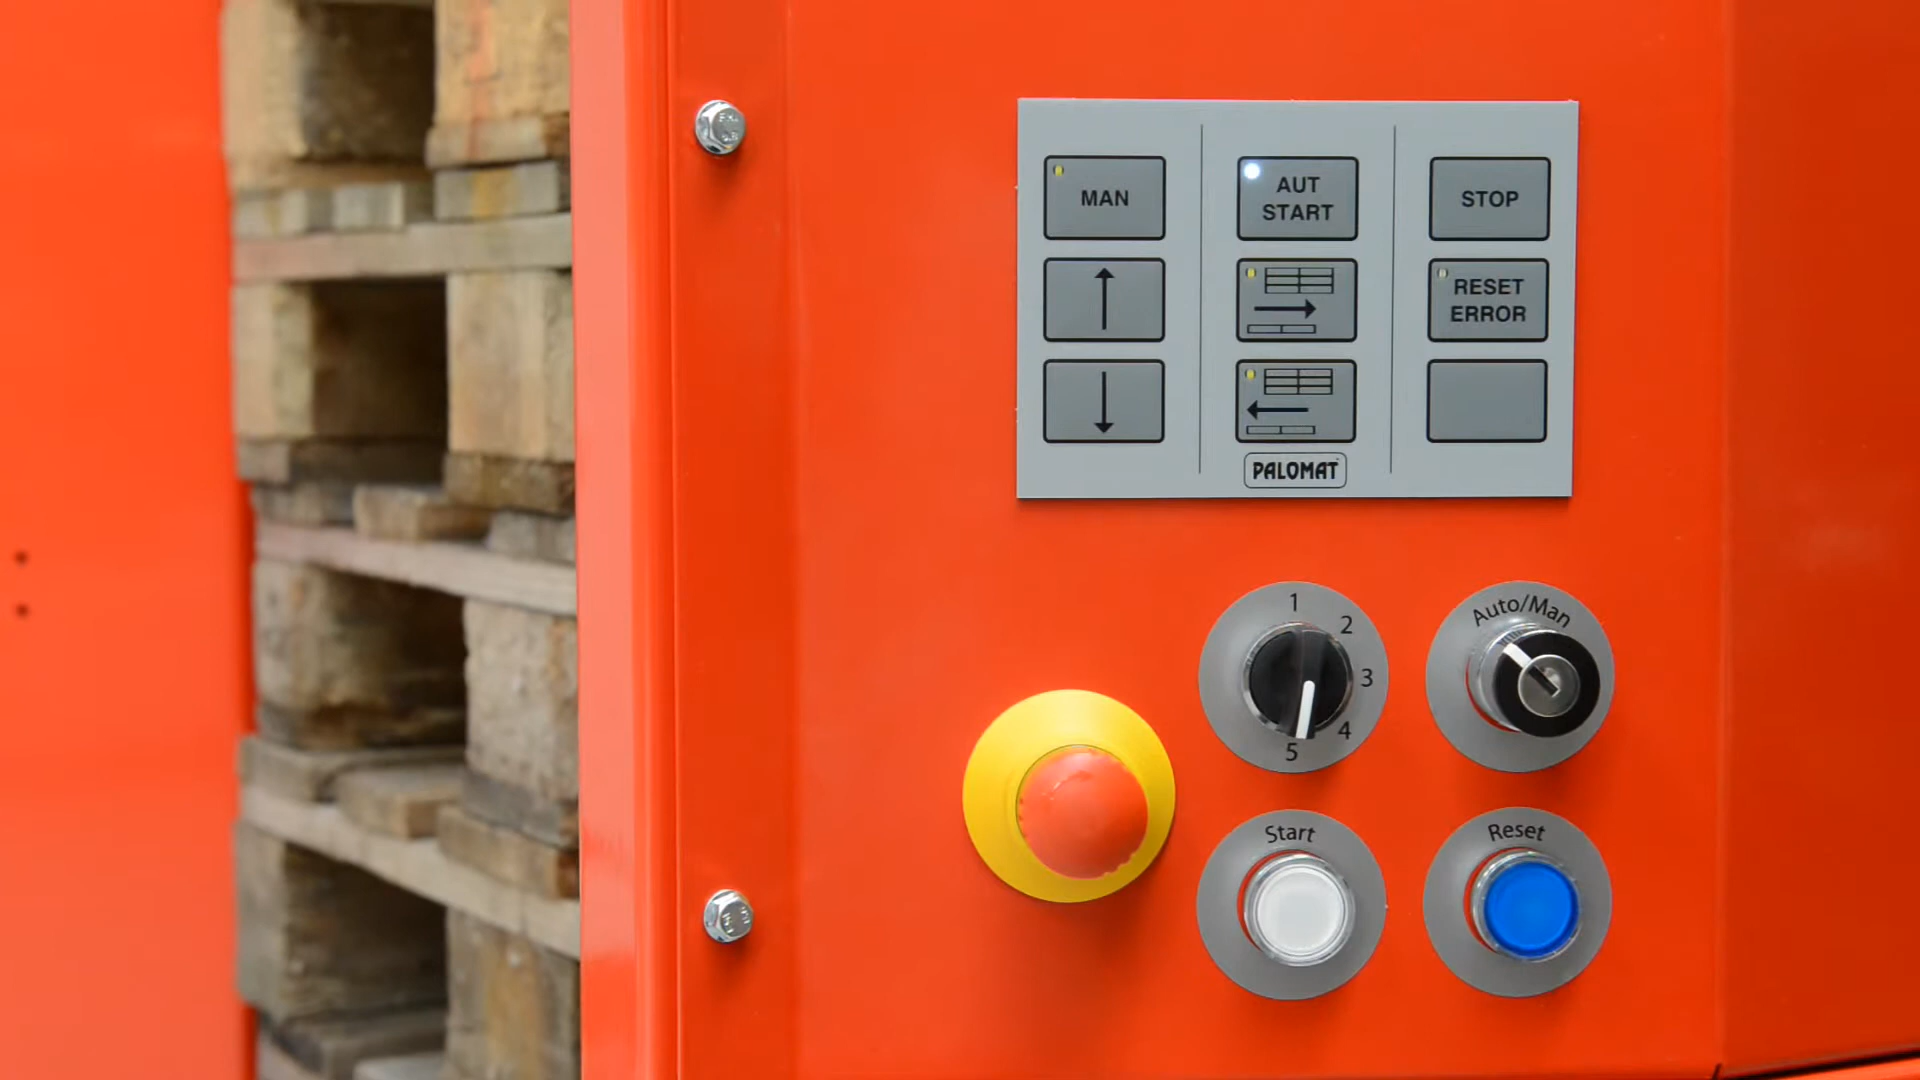 MAN
AUT
START
STOP
RESET
ERROR
PALOMAT
1
2
3
4
5
Auto/Man
Start
Reset